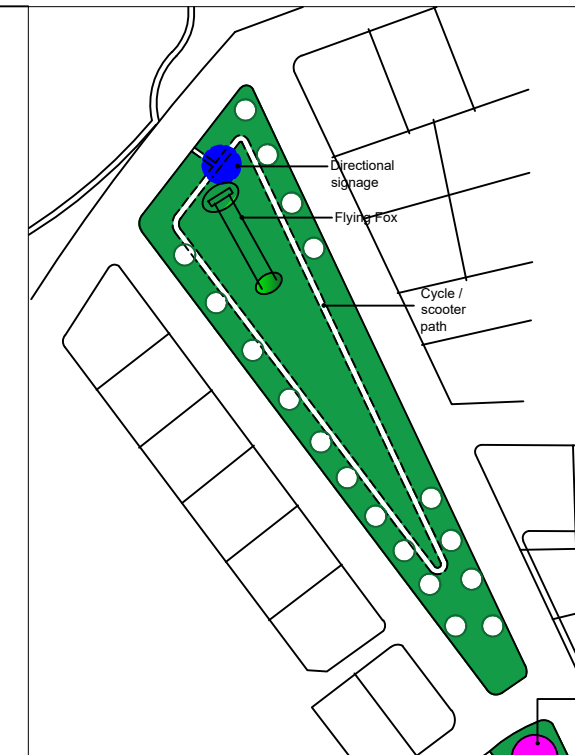 Directional
signage
Flying Fox
Cycle /
scooter
path